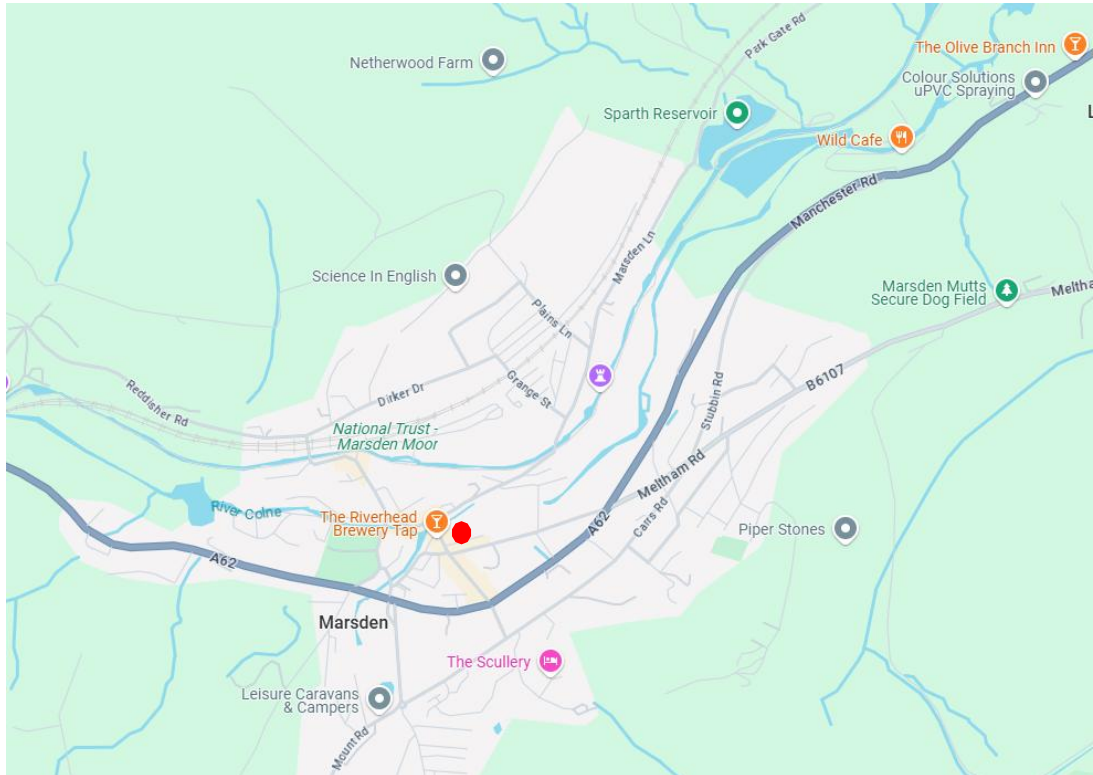 Park Gate Rd
The Olive Branch Inn
Netherwood Farm
Colour Solutions
uPVC Spraying
Sparth Reservoir
L
Wild Cafe
Manchester Rd
Marsden Ln
Science In English
Marsden Mutts
Secure Dog Field
Meltha
Plains Ln
Grange St
Dirker Dr
Reddisher Rd
B6107
Stubbin Rd
National Trust -
Marsden Moor
Meltham Rd
River Colne
The Riverhead
Brewery Tap
Carrs Rd
A62
Piper Stones
A62
Marsden
The Scullery
Leisure Caravans
& Campers
Mount Rd